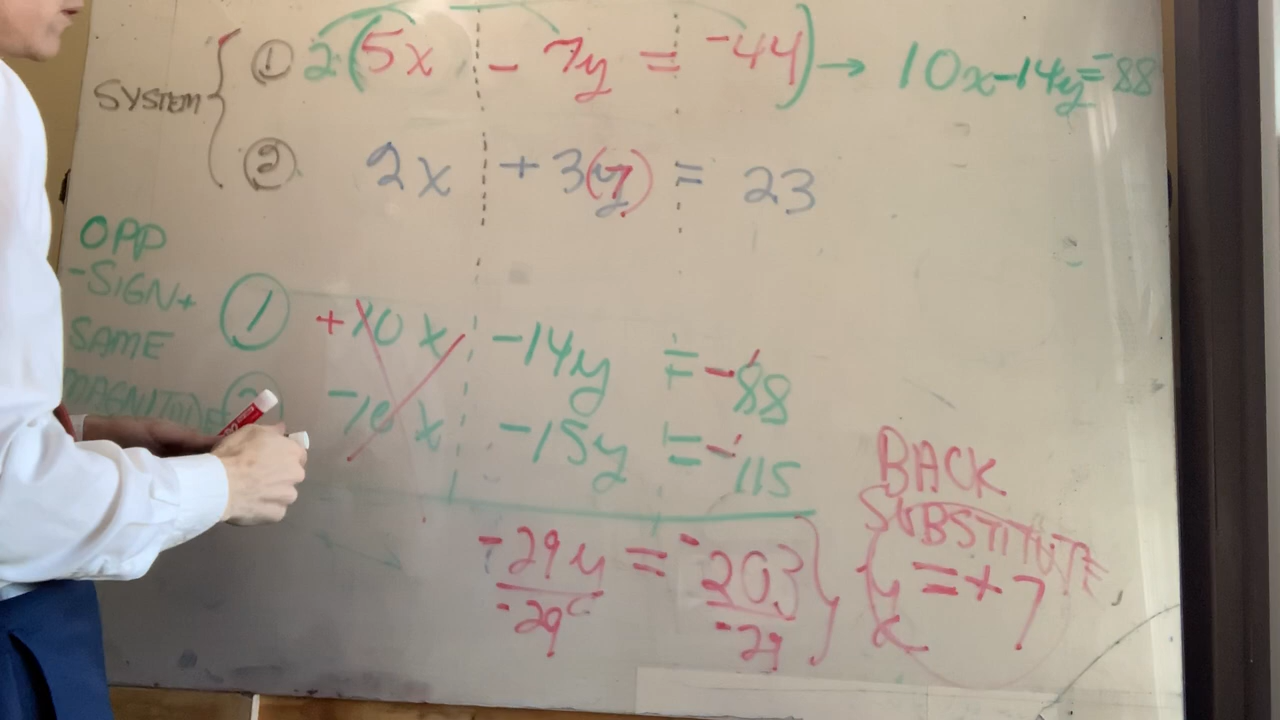 SYSTEM { ① 2(5x - 7y = -44) → 10x-14y=-88
② 2x + 3(7) = 23
OPP
-SIGN+
SAME
MAGNITUDE
① +10x -14y = -88
-10x -15y = -115
-29y = -203
-29 -29
BACK
SUBSTITUTE
y = +7